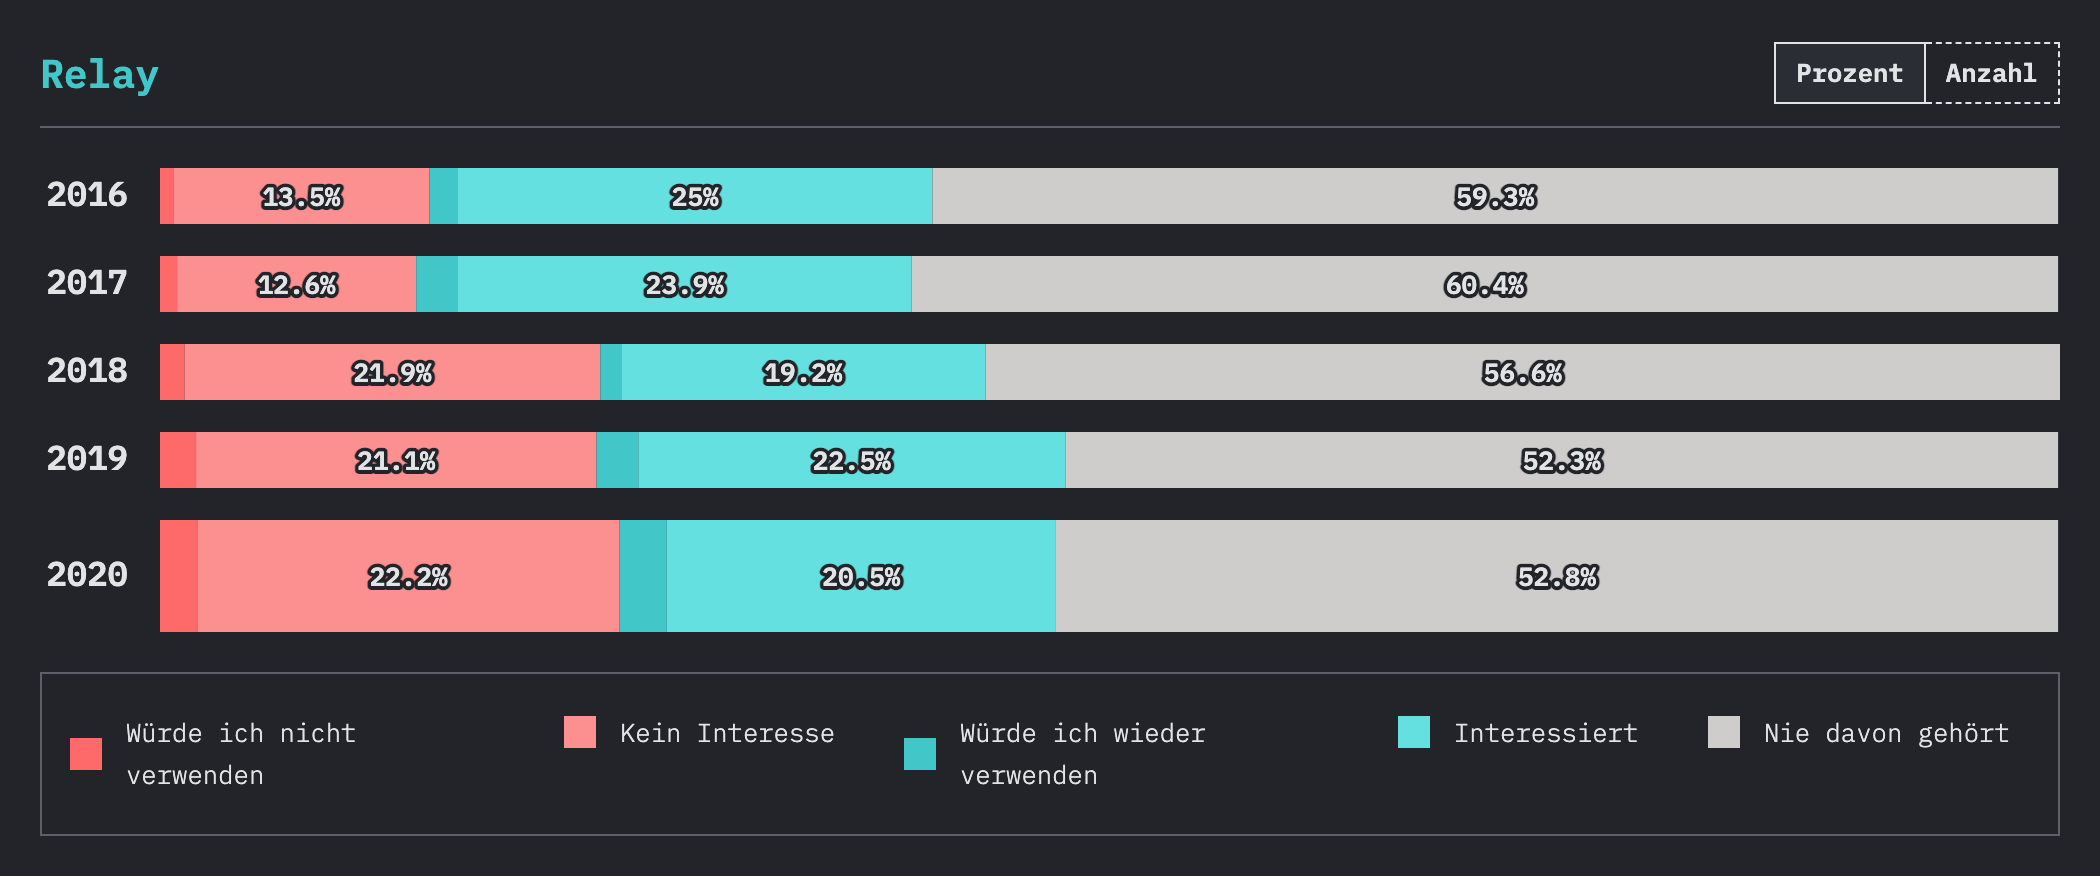 Relay
Prozent Anzahl
2016 13.5% 25% 59.3%
2017 12.6% 23.9% 60.4%
2018 21.9% 19.2% 56.6%
2019 21.1% 22.5% 52.3%
2020 22.2% 20.5% 52.8%
Würde ich nicht
verwenden
Kein Interesse
Würde ich wieder
verwenden
Interessiert
Nie davon gehört